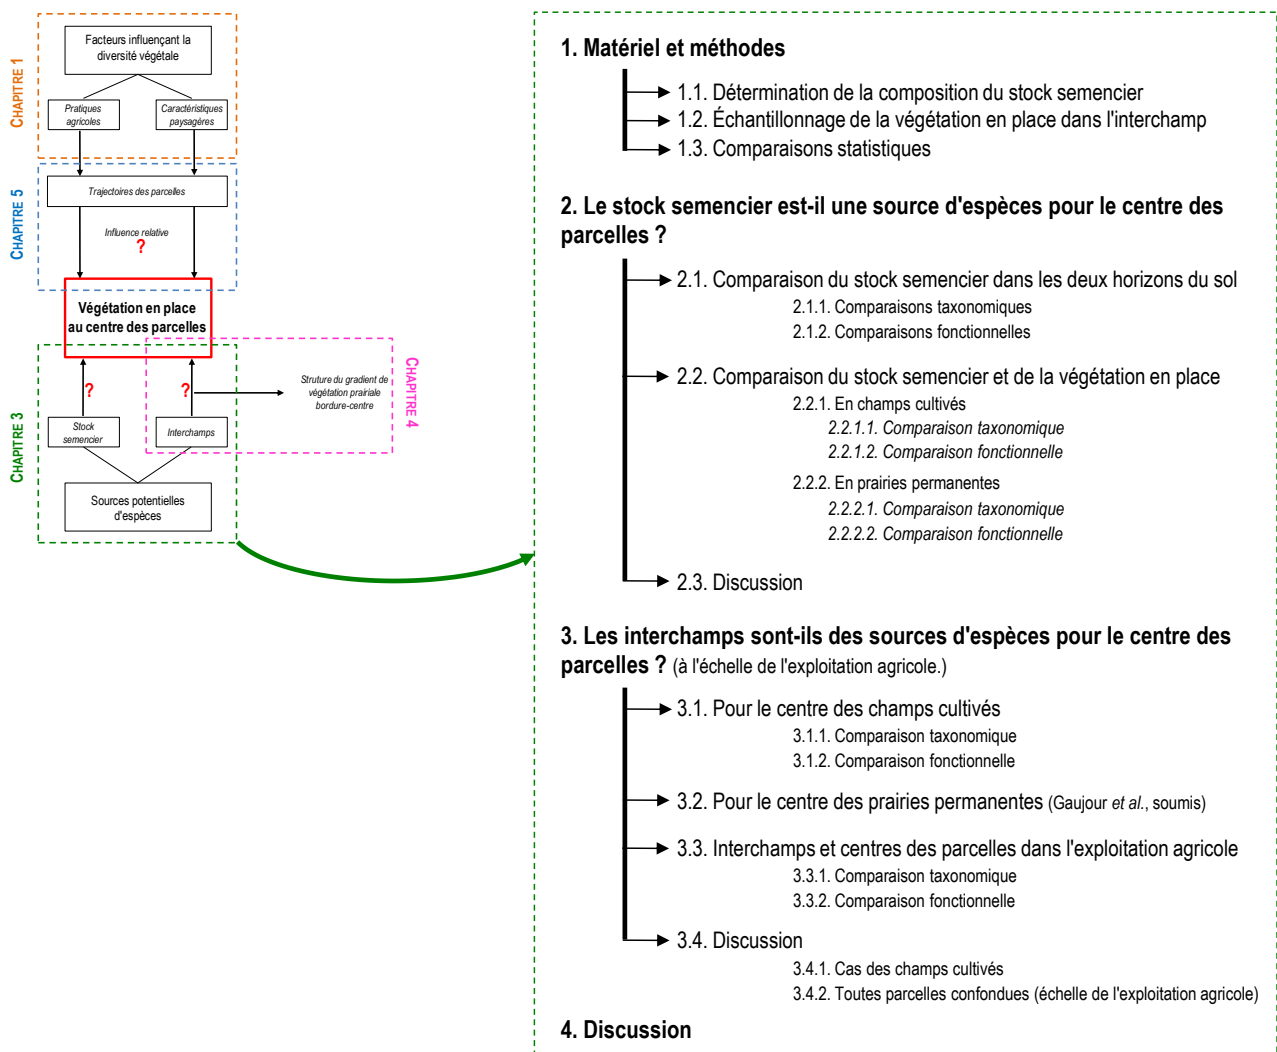 CHAPITRE 1
Facteurs influençant la
diversité végétale
Pratiques
agricoles
Caractéristiques
paysagères
CHAPITRE 5
Trajectoires des parcelles
Influence relative
?
Végétation en place
au centre des parcelles
CHAPITRE 3
?
?
Struture du gradient de
végétation prairiale
bordure-centre
CHAPITRE 4
Stock
semencier
Interchamps
Sources potentielles
d'espèces
1. Matériel et méthodes
1.1. Détermination de la composition du stock semencier
1.2. Échantillonnage de la végétation en place dans l'interchamp
1.3. Comparaisons statistiques
2. Le stock semencier est-il une source d'espèces pour le centre des
parcelles ?
2.1. Comparaison du stock semencier dans les deux horizons du sol
2.1.1. Comparaisons taxonomiques
2.1.2. Comparaisons fonctionnelles
2.2. Comparaison du stock semencier et de la végétation en place
2.2.1. En champs cultivés
2.2.1.1. Comparaison taxonomique
2.2.1.2. Comparaison fonctionnelle
2.2.2. En prairies permanentes
2.2.2.1. Comparaison taxonomique
2.2.2.2. Comparaison fonctionnelle
2.3. Discussion
3. Les interchamps sont-ils des sources d'espèces pour le centre des
parcelles ? (à l'échelle de l'exploitation agricole.)
3.1. Pour le centre des champs cultivés
3.1.1. Comparaison taxonomique
3.1.2. Comparaison fonctionnelle
3.2. Pour le centre des prairies permanentes (Gaujour et al., soumis)
3.3. Interchamps et centres des parcelles dans l'exploitation agricole
3.3.1. Comparaison taxonomique
3.3.2. Comparaison fonctionnelle
3.4. Discussion
3.4.1. Cas des champs cultivés
3.4.2. Toutes parcelles confondues (échelle de l'exploitation agricole)
4. Discussion